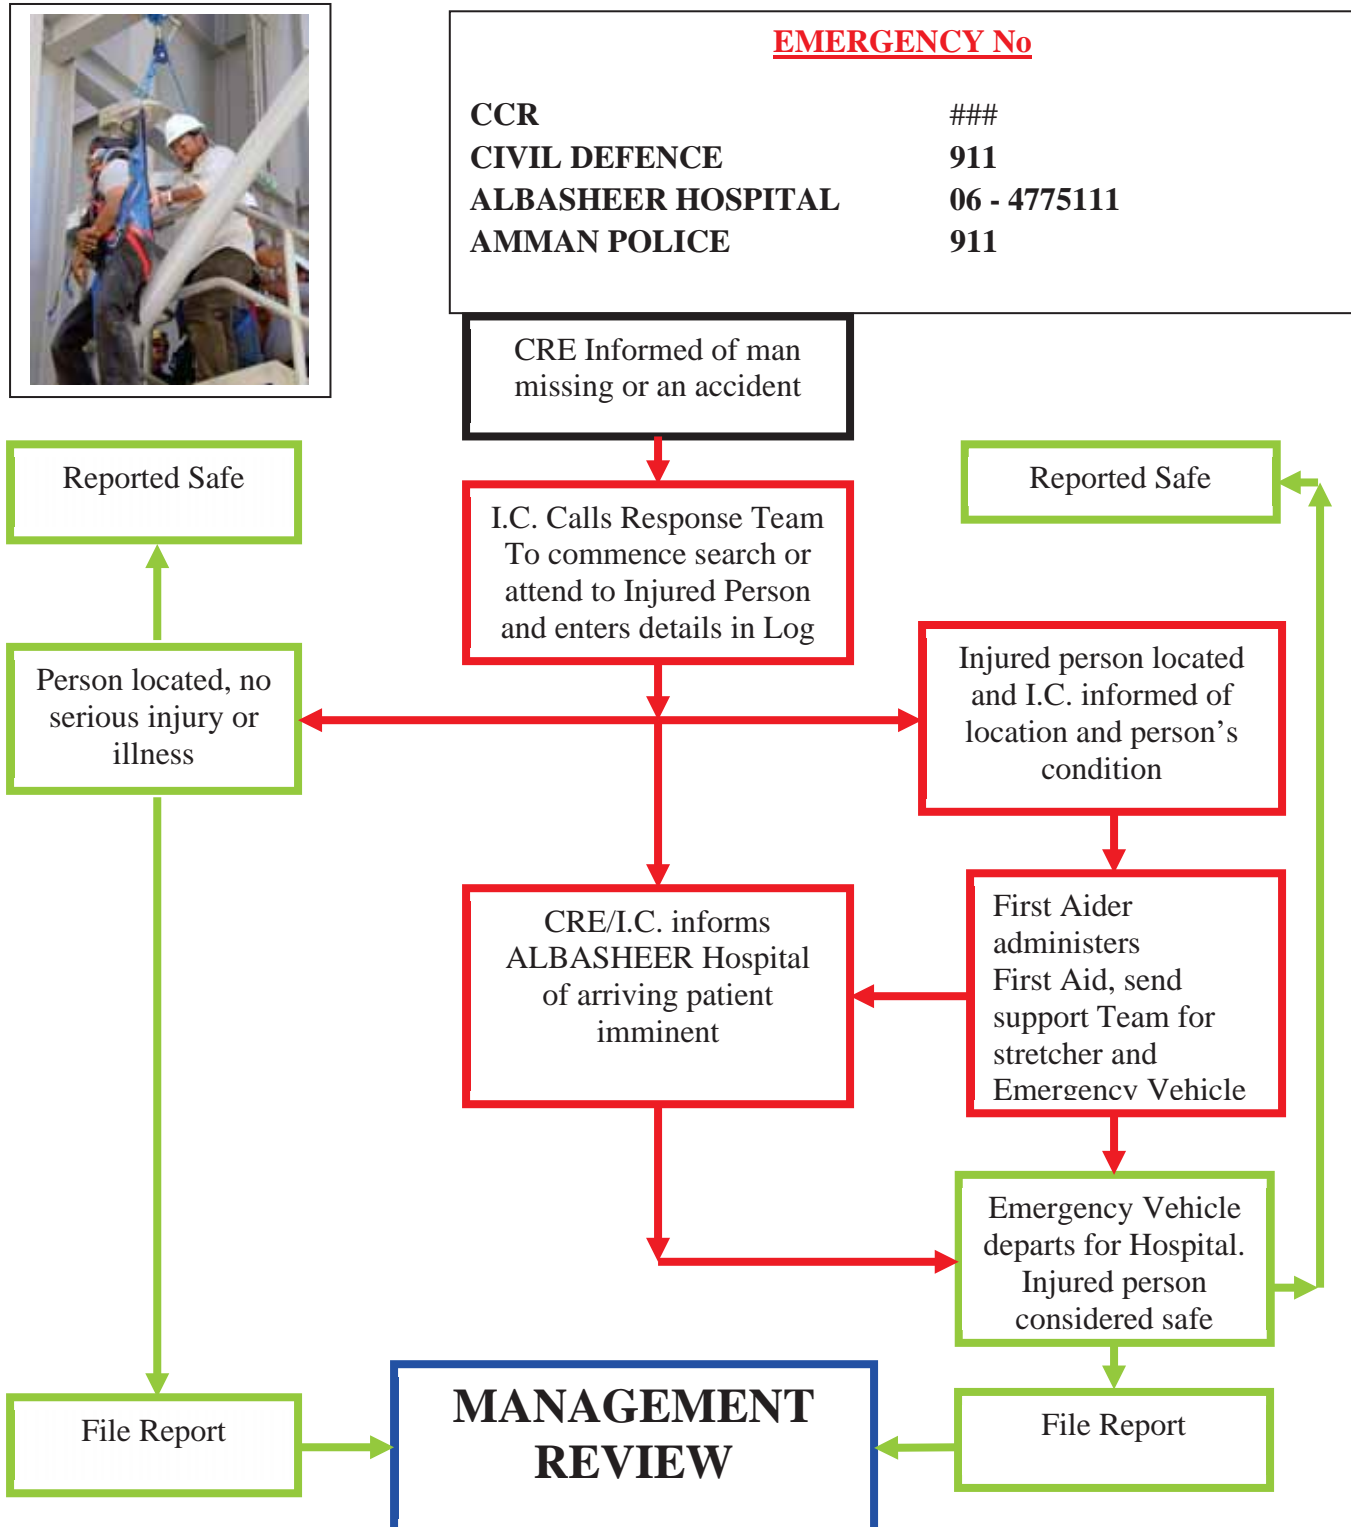 EMERGENCY No
CCR ###
CIVIL DEFENCE 911
ALBASHEER HOSPITAL 06 - 4775111
AMMAN POLICE 911
CRE Informed of man
missing or an accident
Reported Safe
Reported Safe
I.C. Calls Response Team
To commence search or
attend to Injured Person
and enters details in Log
Person located, no
serious injury or
illness
Injured person located
and I.C. informed of
location and person’s
condition
CRE/I.C. informs
ALBASHEER Hospital
of arriving patient
imminent
First Aider
administers
First Aid, send
support Team for
stretcher and
Emergency Vehicle
Emergency Vehicle
departs for Hospital.
Injured person
considered safe
File Report
MANAGEMENT
REVIEW
File Report